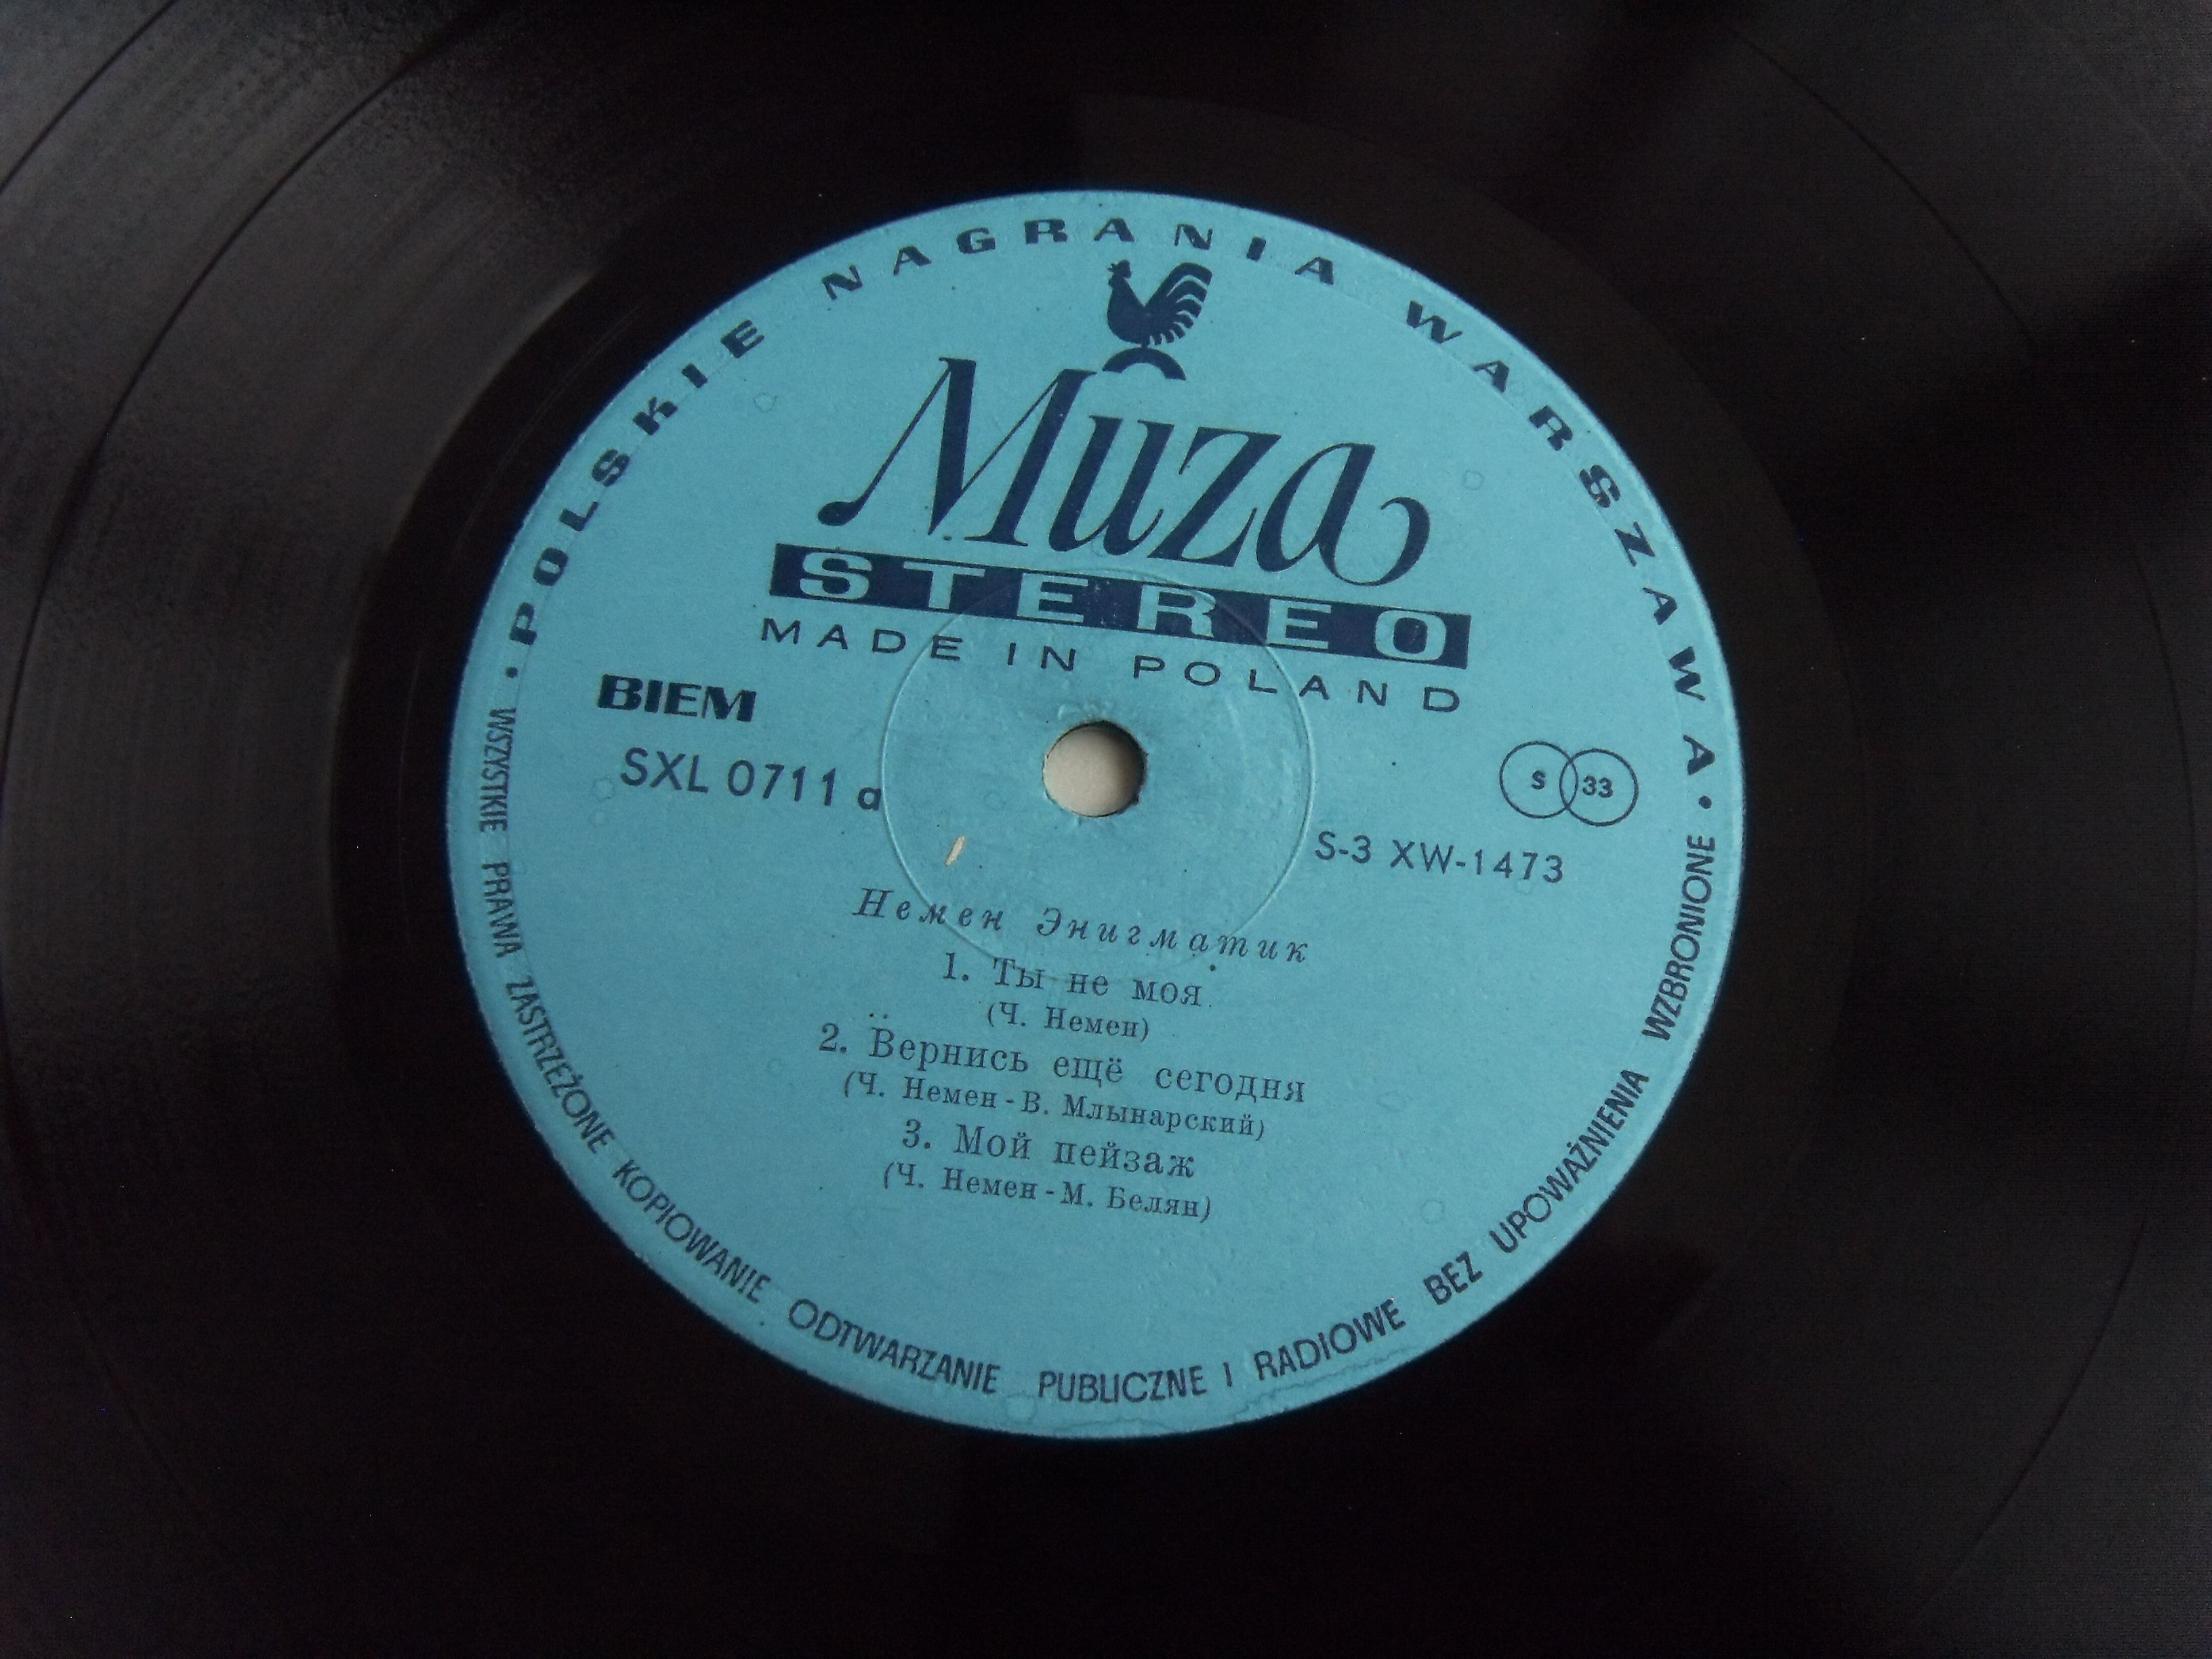 POLSKIE NAGRANIA WARSZAWA
Muza
STEREO
MADE IN POLAND
BIEM
SXL 0711 a
S 33
S-3 XW-1473
Немен Энигматик
1. Ты не моя
(Ч. Немен)
2. Вернись ещё сегодня
(Ч. Немен - В. Млынарский)
3. Мой пейзаж
(Ч. Немен - М. Белян)
WSZYSTKIE PRAWA ZASTRZEŻONE KOPIOWANIE ODTWARZANIE PUBLICZNE I RADIOWE BEZ UPOWAŻNIENIA WZBRONIONE